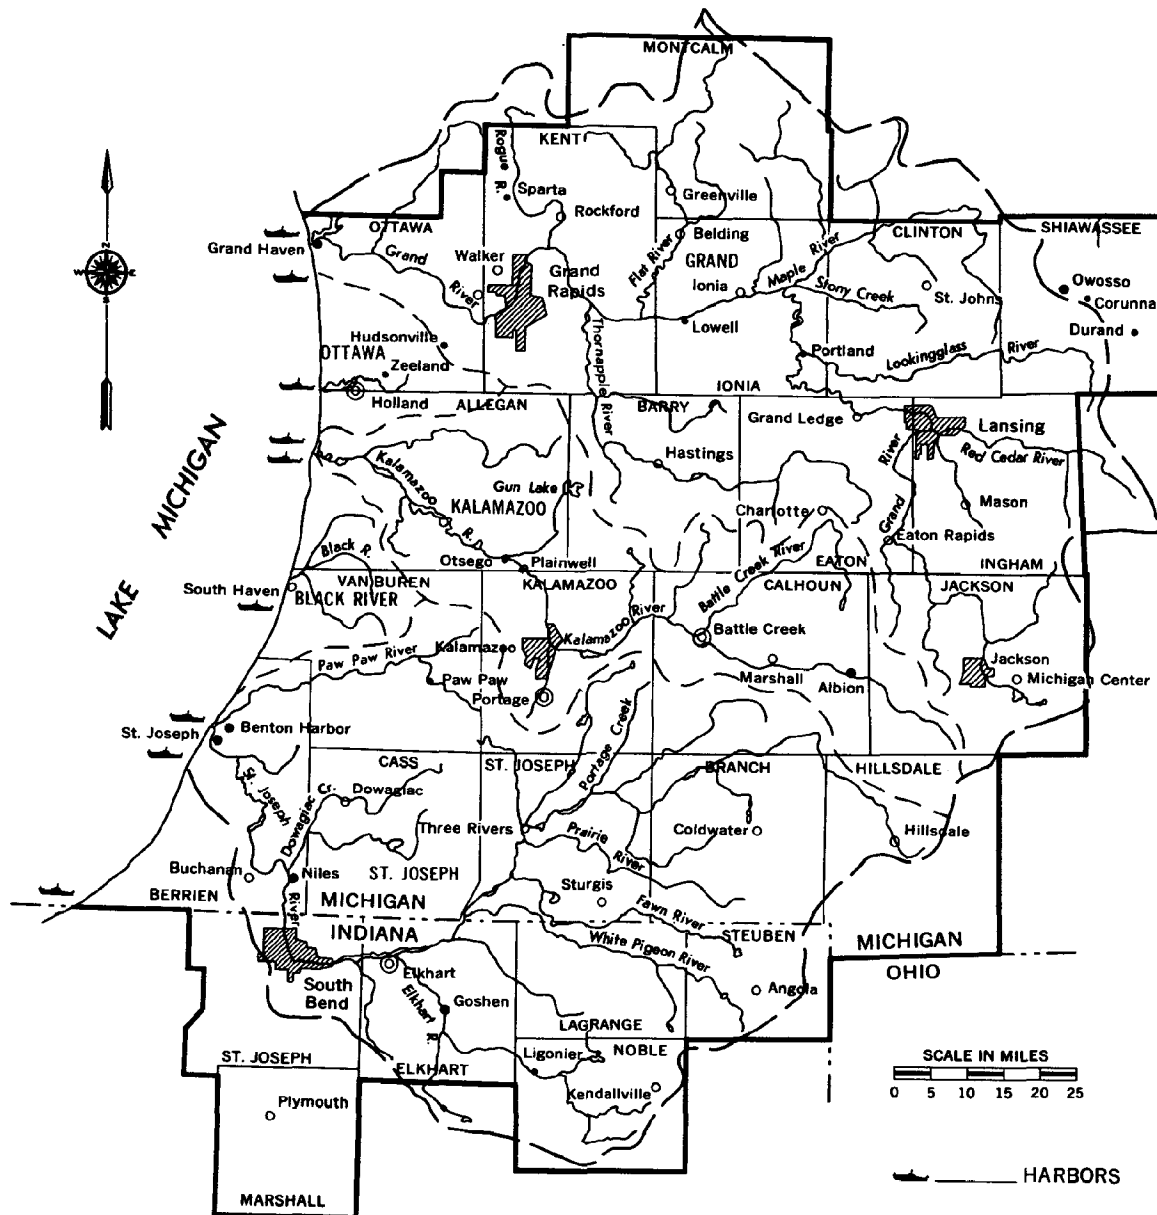 MONTCALM
KENT
Rogue R.
Sparta
Rockford
Greenville
OTTAWA
Grand Haven
Belding
CLINTON
SHIAWASSEE
Walker
Grand River
Grand
Rapids
Flat River
GRAND
Ionia
Maple River
Stony Creek
St. Johns
Owosso
Corunna
Durand
N
W
E
S
Hudsonville
OTTAWA
Zeeland
Thornapple River
Lowell
Portland
Lookingglass River
Holland
ALLEGAN
IONIA
BARRY
Grand Ledge
Lansing
Red Cedar River
Hastings
Kalamazoo R.
Gun Lake
KALAMAZOO
Charlotte
Grand River
Mason
Eaton Rapids
LAKE MICHIGAN
Black R.
Otsego
Plainwell
EATON
INGHAM
VAN BUREN
KALAMAZOO
CALHOUN
JACKSON
South Haven
BLACK RIVER
Battle Creek River
Kalamazoo River
Battle Creek
Paw Paw River
Kalamazoo
Paw Paw
Portage
Marshall
Albion
Jackson
Michigan Center
Benton Harbor
St. Joseph
CASS
ST. JOSEPH
Portage Creek
BRANCH
HILLSDALE
St. Joseph River
Dowagiac Cr.
Dowagiac
Three Rivers
Prairie River
Coldwater
Hillsdale
Buchanan
Niles
ST. JOSEPH
Sturgis
BERRIEN
MICHIGAN
INDIANA
Fawn River
STEUBEN
MICHIGAN
OHIO
White Pigeon River
South
Bend
Elkhart
Elkhart R.
Goshen
Angola
LAGRANGE
ST. JOSEPH
ELKHART
Ligonier
NOBLE
Kendallville
Plymouth
MARSHALL
SCALE IN MILES
0 5 10 15 20 25
HARBORS